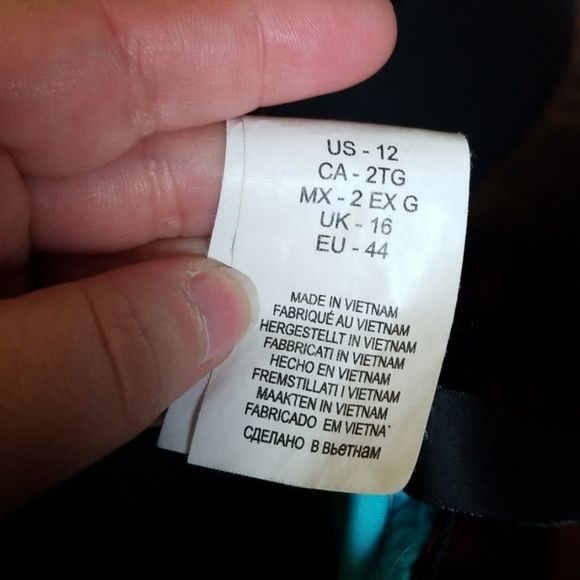 US - 12
CA - 2TG
MX - 2 EX G
UK - 16
EU - 44
MADE IN VIETNAM
FABRIQUÉ AU VIETNAM
HERGESTELLT IN VIETNAM
FABBRICATI IN VIETNAM
HECHO EN VIETNAM
FREMSTILLATI I VIETNAM
MAAKTEN IN VIETNAM
FABRICADO EM VIETNA`
СДЕЛАНО В ВЬЕТНАМ